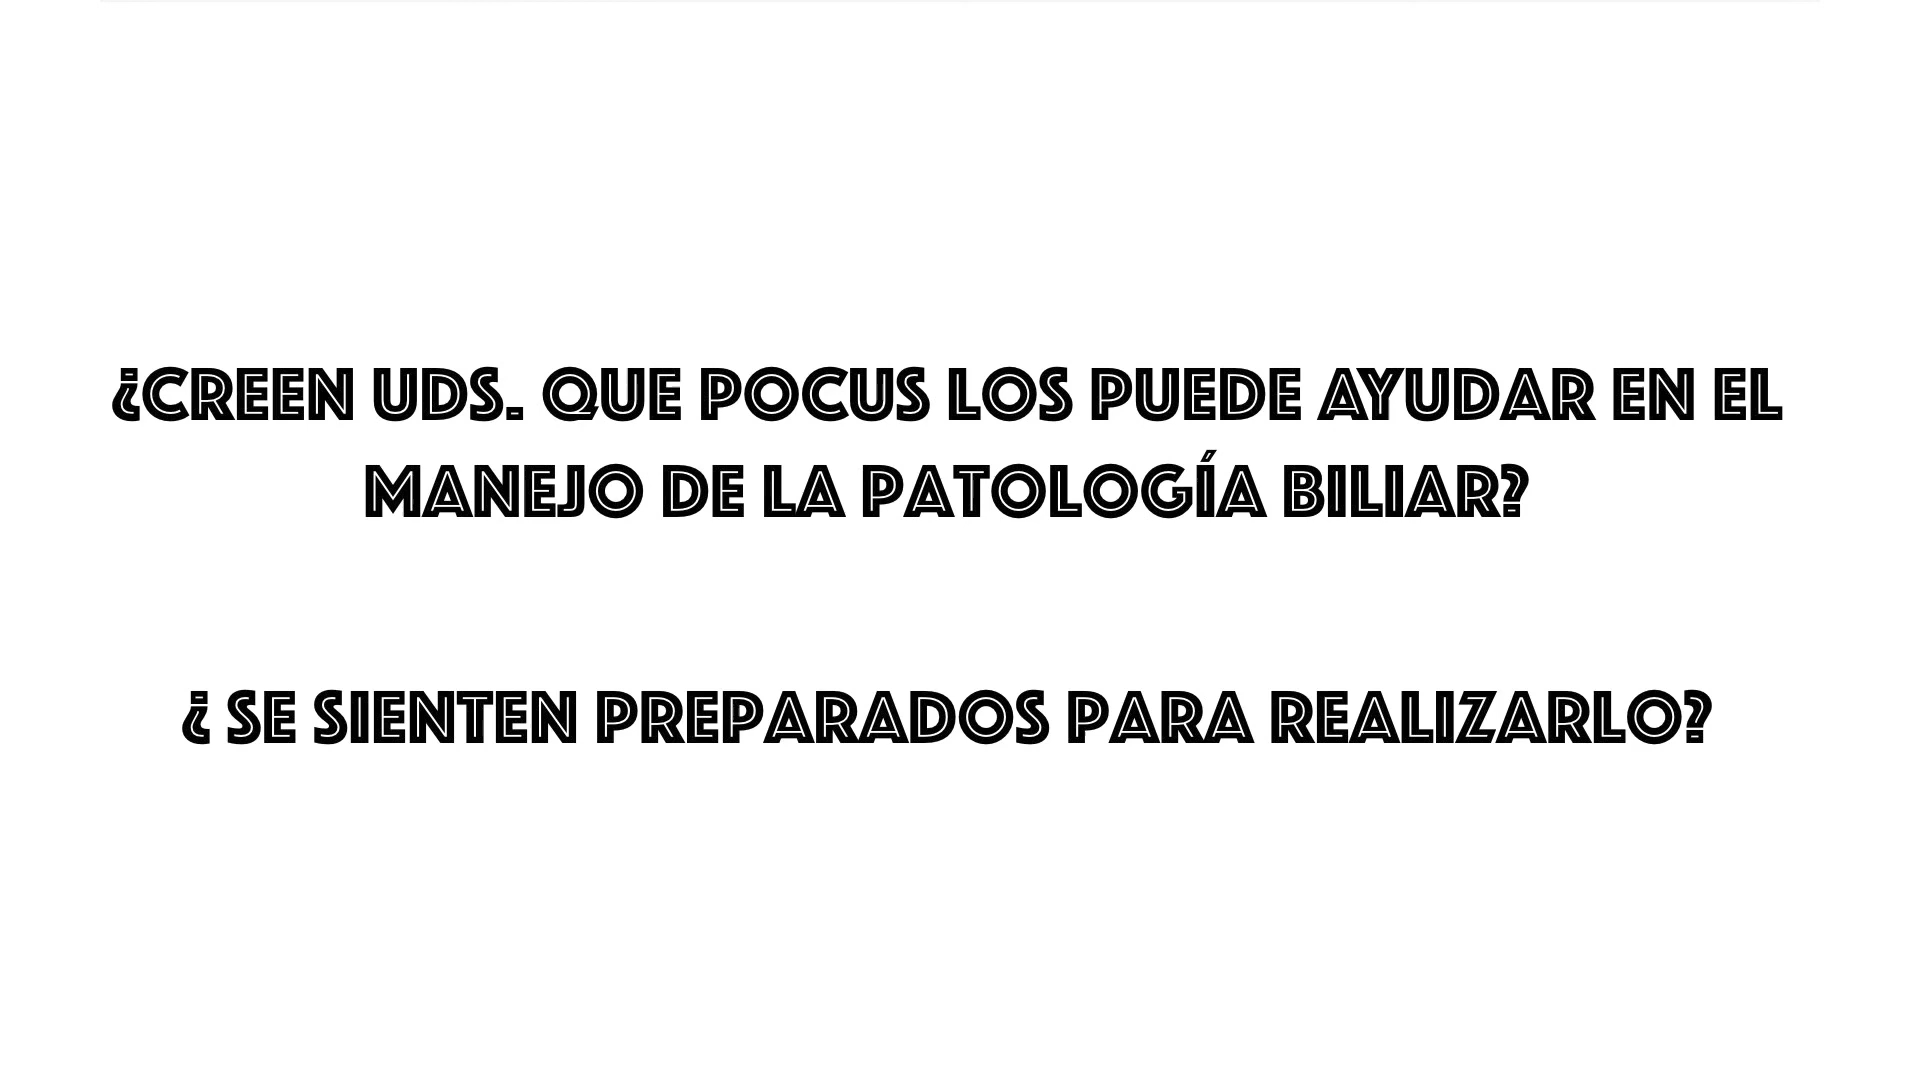 ¿CREEN UDS. QUE POCUS LOS PUEDE AYUDAR EN EL
MANEJO DE LA PATOLOGÍA BILIAR?
¿ SE SIENTEN PREPARADOS PARA REALIZARLO?